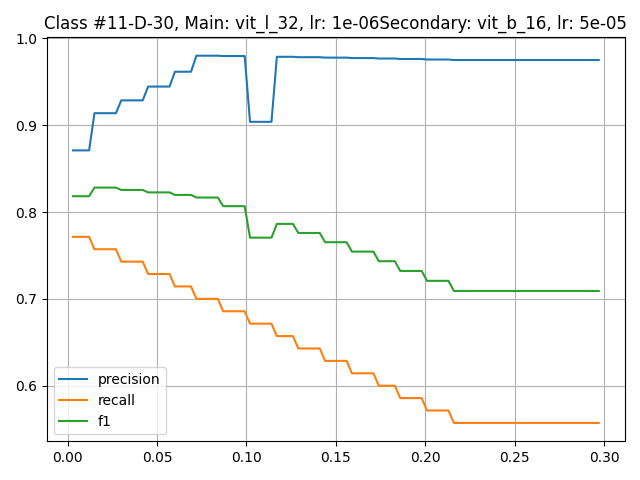 Class #11-D-30, Main: vit_l_32, lr: 1e-06Secondary: vit_b_16, lr: 5e-05
1.0
0.9
0.8
0.7
0.6
precision
recall
f1
0.00 0.05 0.10 0.15 0.20 0.25 0.30